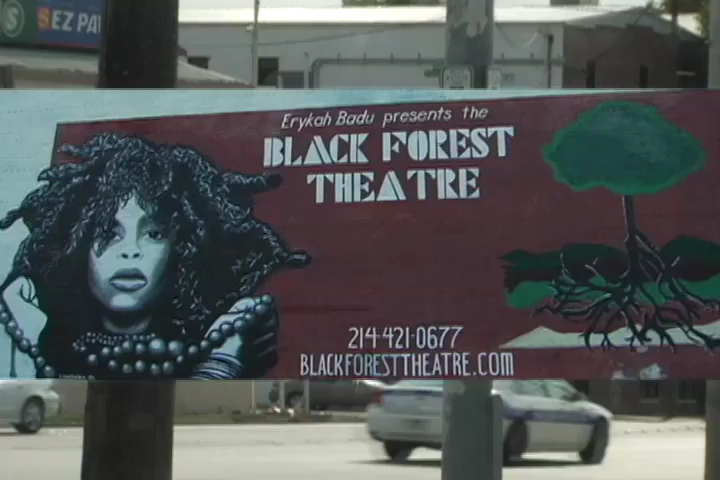 EZ PA
Erykah Badu presents the
BLACK FOREST
THEATRE
214-421-0677
BLACKFORESTTHEATRE.COM